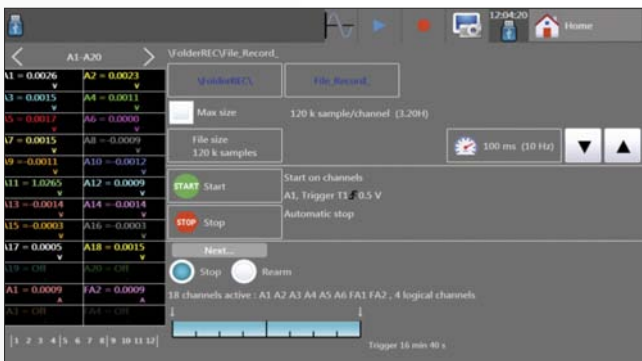 12:04:20
Home
A1-A20
\FolderREC\File_Record_
A1 = 0.0026 V
A2 = 0.0023 V
A3 = 0.0015 V
A4 = 0.0011 V
A5 = 0.0017 V
A6 = 0.0000 V
A7 = 0.0015 V
A8 = -0.0009 V
A9 = -0.0011 V
A10 = -0.0012 V
A11 = 1.0265 V
A12 = 0.0009 V
A13 = -0.0014 V
A14 = -0.0014 V
A15 = -0.0003 V
A16 = -0.0003 V
A17 = 0.0005 V
A18 = 0.0015 V
A19 = Off
A20 = Off
FA1 = 0.0009 A
FA2 = 0.0009 A
FA3 = Off
FA4 = Off
1 2 3 4 5 6 7 8 9 10 11 12
\FolderREC\
File_Record_
Max size
120 k sample/channel (3.20H)
File size
120 k samples
100 ms (10 Hz)
START Start
Start on channels
A1, Trigger T1 0.5 V
STOP Stop
Automatic stop
Next...
Stop
Rearm
18 channels active : A1 A2 A3 A4 A5 A6 FA1 FA2 , 4 logical channels
Trigger 16 min 40 s